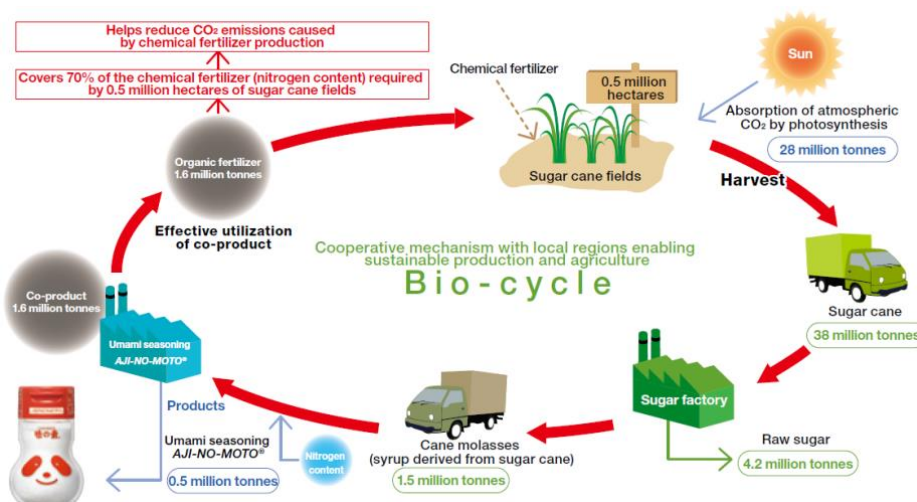 Helps reduce CO₂ emissions caused
by chemical fertilizer production
Covers 70% of the chemical fertilizer (nitrogen content) required
by 0.5 million hectares of sugar cane fields
Organic fertilizer
1.6 million tonnes
Effective utilization
of co-product
Co-product
1.6 million tonnes
Chemical fertilizer
0.5 million
hectares
Sugar cane fields
Sun
Absorption of atmospheric
CO₂ by photosynthesis
28 million tonnes
Harvest
Cooperative mechanism with local regions enabling
sustainable production and agriculture
Bio-cycle
Sugar cane
38 million tonnes
Sugar factory
Raw sugar
4.2 million tonnes
Cane molasses
(syrup derived from sugar cane)
1.5 million tonnes
Nitrogen
content
Umami seasoning
AJI-NO-MOTO®
Products
Umami seasoning
AJI-NO-MOTO®
0.5 million tonnes
味の素